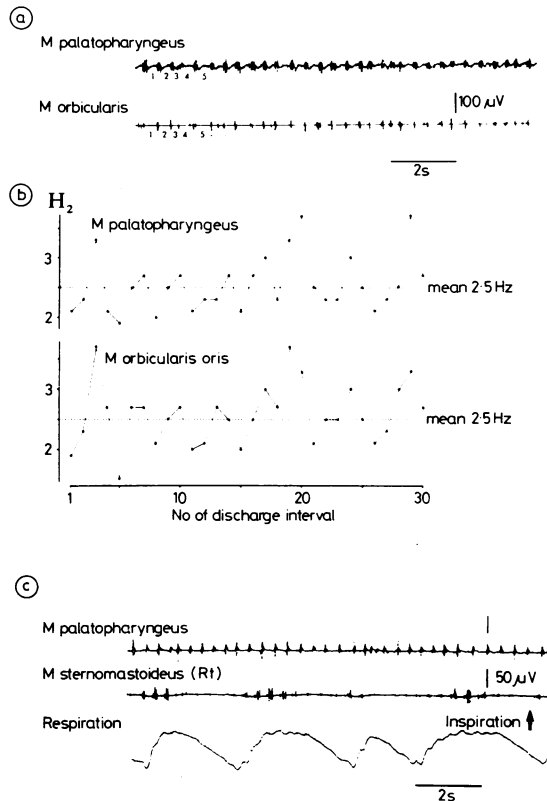 a
M palatopharyngeus
1 2 3 4 5
M orbicularis
100 µV
1 2 3 4 5
2s
b
H2
M palatopharyngeus
3
mean 2·5 Hz
2
M orbicularis oris
3
mean 2·5Hz
2
1 10 20 30
No of discharge interval
c
M palatopharyngeus
M sternomastoideus (Rt)
50 µV
Respiration
Inspiration
2s